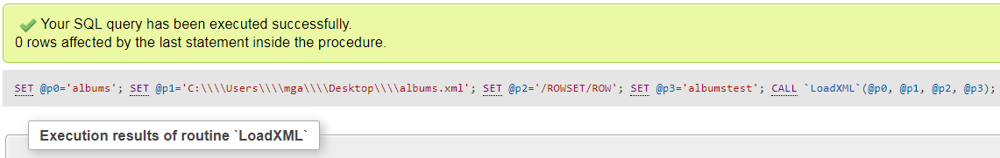 Your SQL query has been executed successfully.
0 rows affected by the last statement inside the procedure.
SET @p0='albums'; SET @p1='C:\\\\Users\\\\mga\\\\Desktop\\\\albums.xml'; SET @p2='/ROWSET/ROW'; SET @p3='albumstest'; CALL `LoadXML`(@p0, @p1, @p2, @p3);
Execution results of routine `LoadXML`